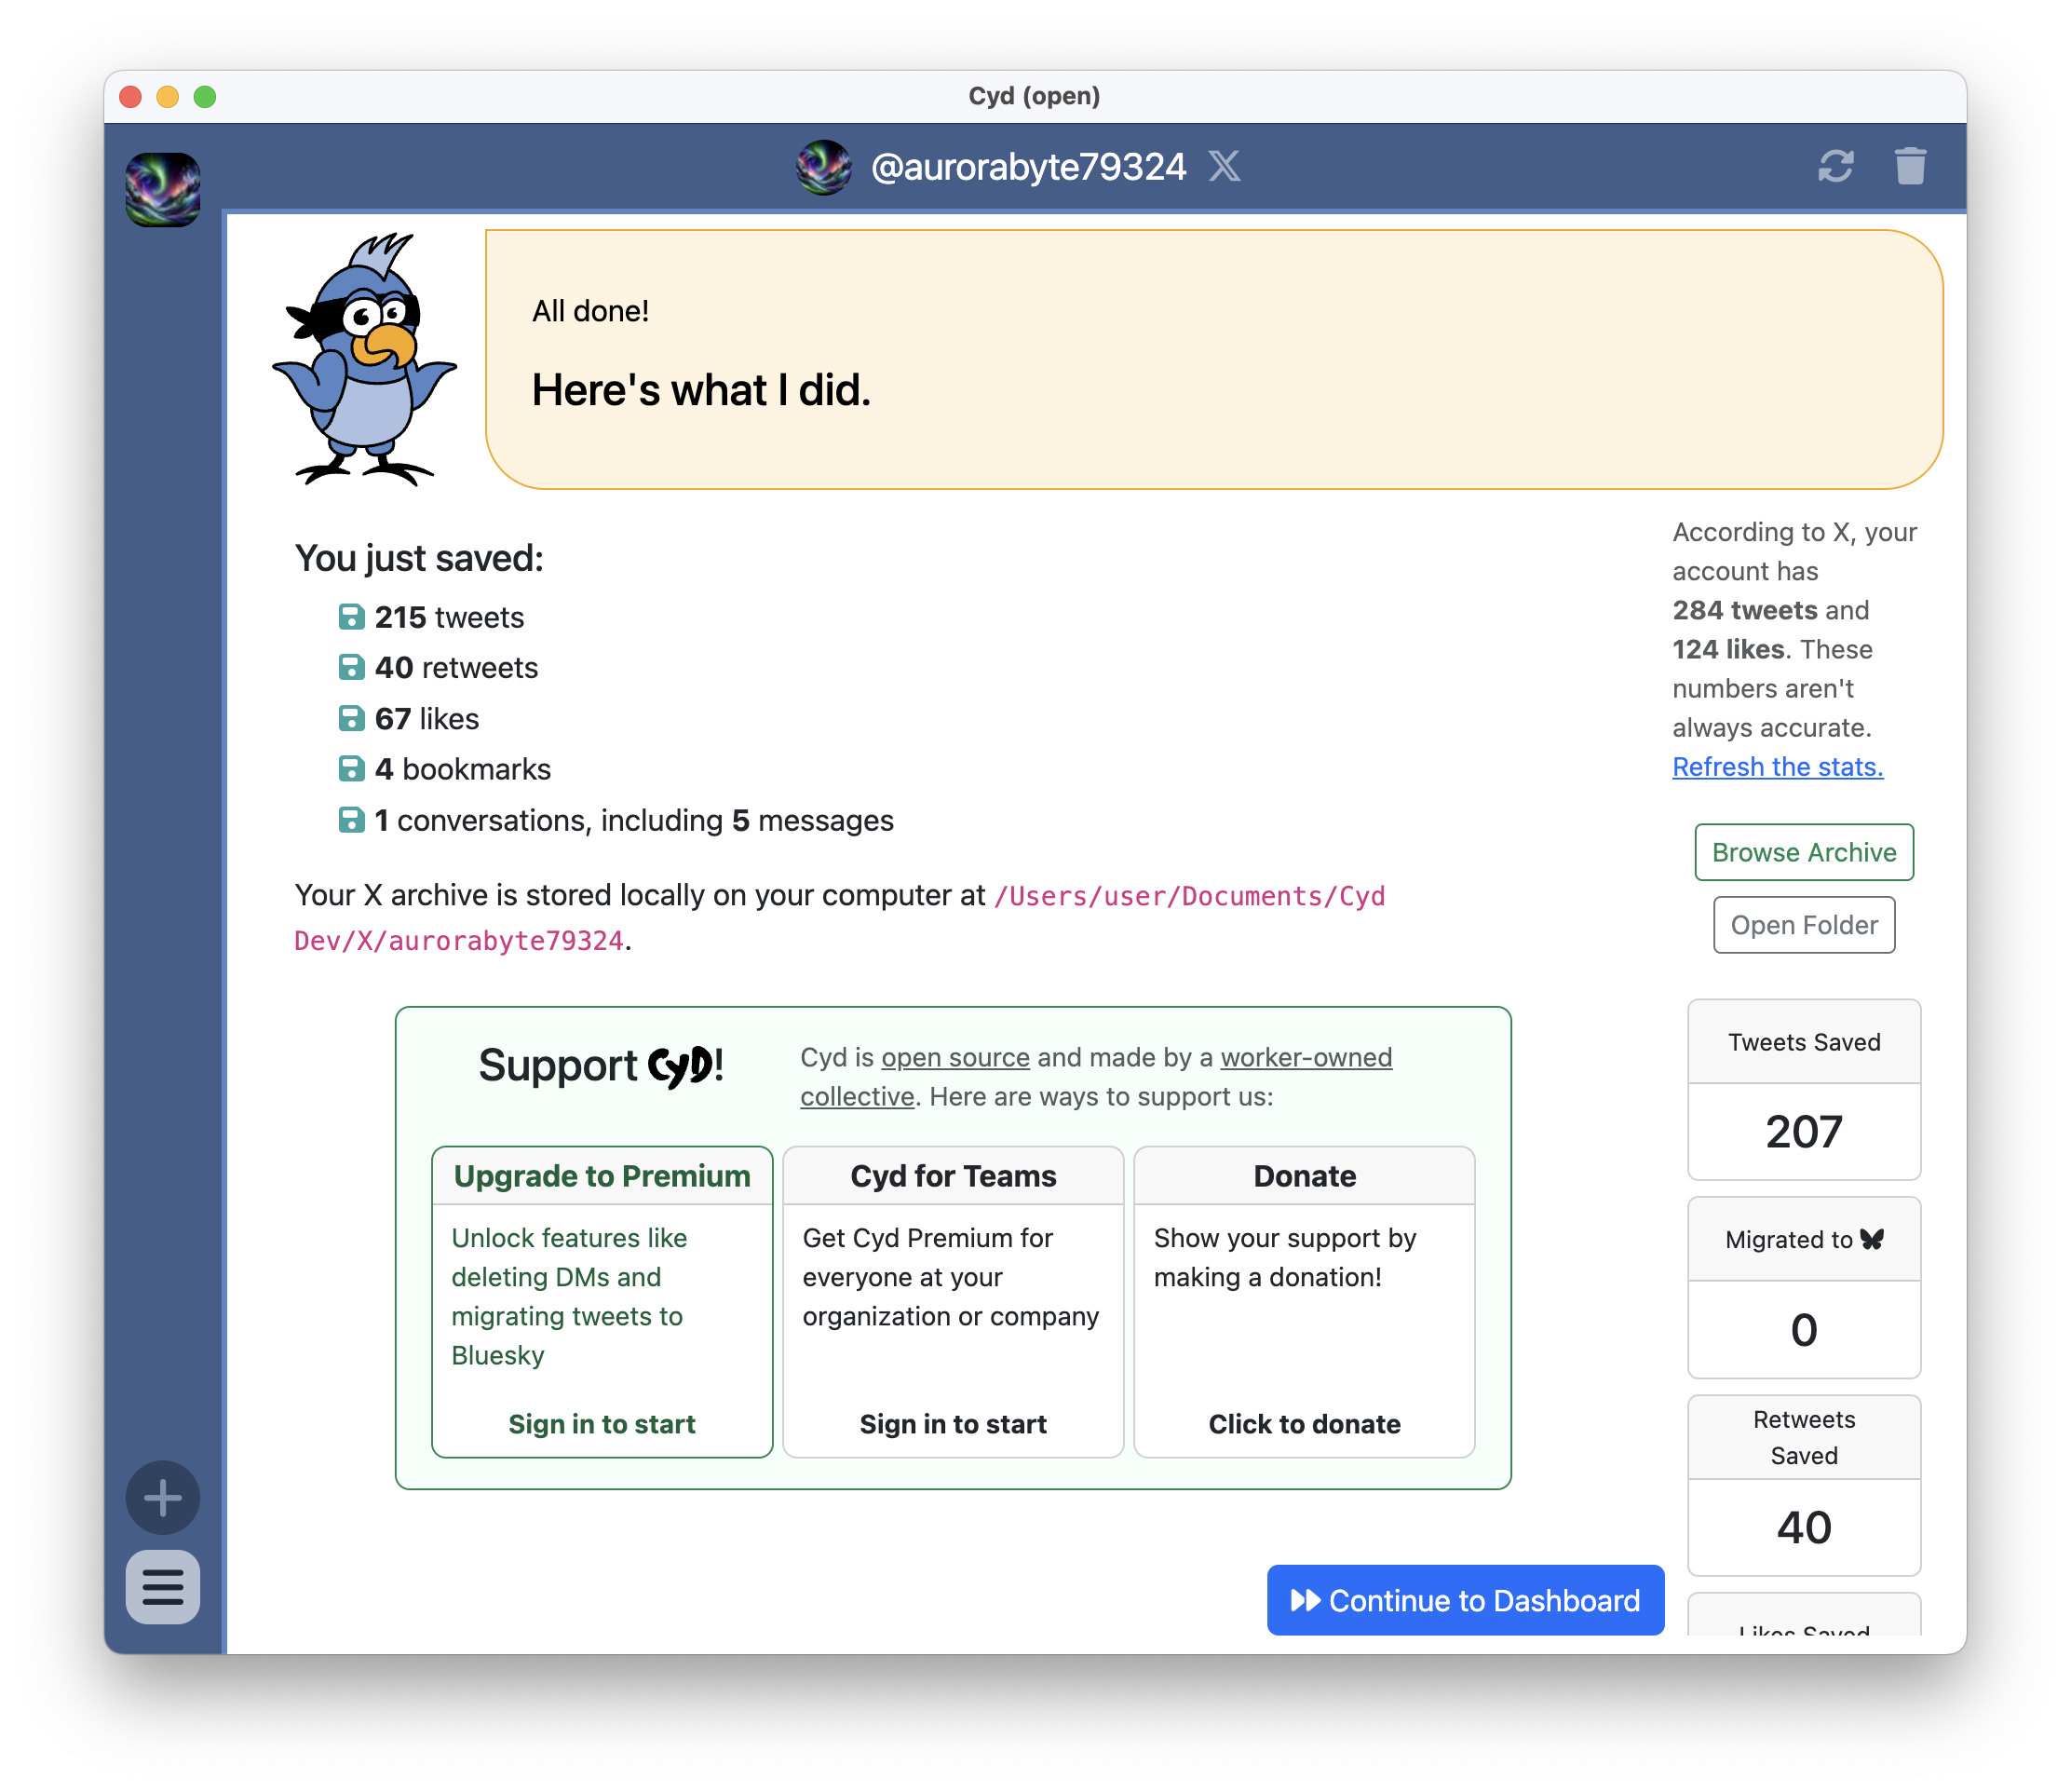 Cyd (open)
@aurorabyte79324
All done!
Here's what I did.
You just saved:
215 tweets
40 retweets
67 likes
4 bookmarks
1 conversations, including 5 messages
Your X archive is stored locally on your computer at /Users/user/Documents/Cyd
Dev/X/aurorabyte79324.
Support CYD!
Cyd is open source and made by a worker-owned
collective. Here are ways to support us:
Upgrade to Premium
Unlock features like
deleting DMs and
migrating tweets to
Bluesky
Sign in to start
Cyd for Teams
Get Cyd Premium for
everyone at your
organization or company
Sign in to start
Donate
Show your support by
making a donation!
Click to donate
Continue to Dashboard
According to X, your
account has
284 tweets and
124 likes. These
numbers aren't
always accurate.
Refresh the stats.
Browse Archive
Open Folder
Tweets Saved
207
Migrated to
0
Retweets
Saved
40
Likes Saved